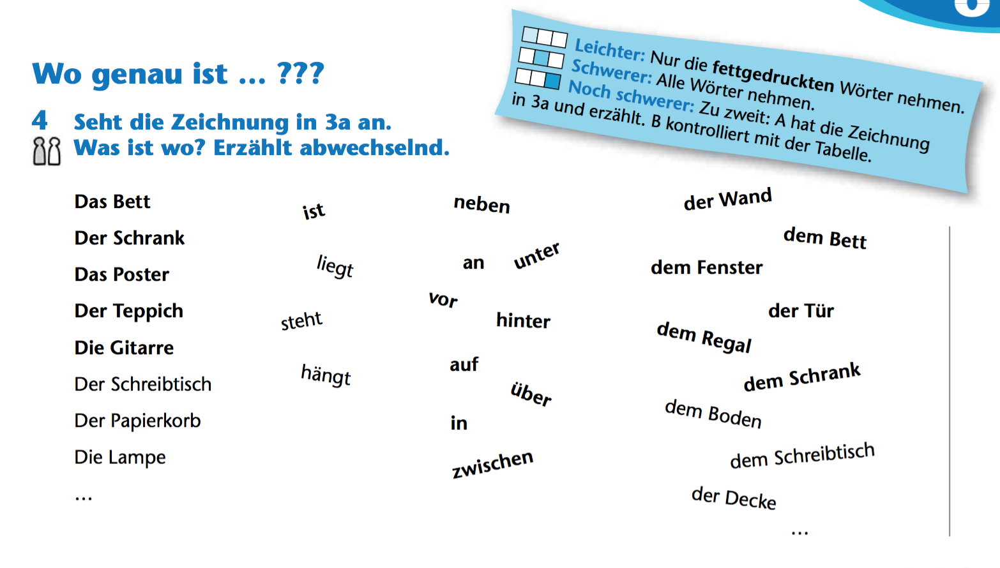 Wo genau ist ... ???
4 Seht die Zeichnung in 3a an.
Was ist wo? Erzählt abwechselnd.
Leichter: Nur die fettgedruckten Wörter nehmen.
Schwerer: Alle Wörter nehmen.
Noch schwerer: Zu zweit: A hat die Zeichnung
in 3a und erzählt. B kontrolliert mit der Tabelle.
Das Bett
Der Schrank
Das Poster
Der Teppich
Die Gitarre
Der Schreibtisch
Der Papierkorb
Die Lampe
...
ist
liegt
steht
hängt
neben
an
unter
vor
hinter
auf
über
in
zwischen
der Wand
dem Bett
dem Fenster
der Tür
dem Regal
dem Schrank
dem Boden
dem Schreibtisch
der Decke
...